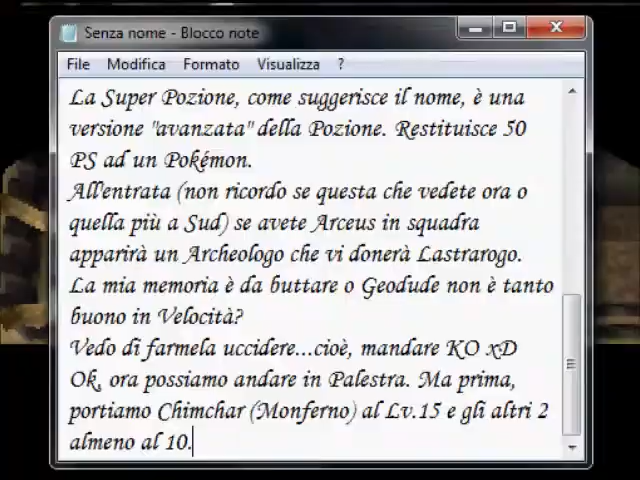 Senza nome - Blocco note
File Modifica Formato Visualizza ?
La Super Pozione, come suggerisce il nome, è una
versione "avanzata" della Pozione. Restituisce 50
PS ad un Pokémon.
All'entrata (non ricordo se questa che vedete ora o
quella più a Sud) se avete Arceus in squadra
apparirà un Archeologo che vi donerà Lastrarogo.
La mia memoria è da buttare o Geodude non è tanto
buono in Velocità?
Vedo di farmela uccidere...cioè, mandare KO xD
Ok, ora possiamo andare in Palestra. Ma prima,
portiamo Chimchar (Monferno) al Lv.15 e gli altri 2
almeno al 10.